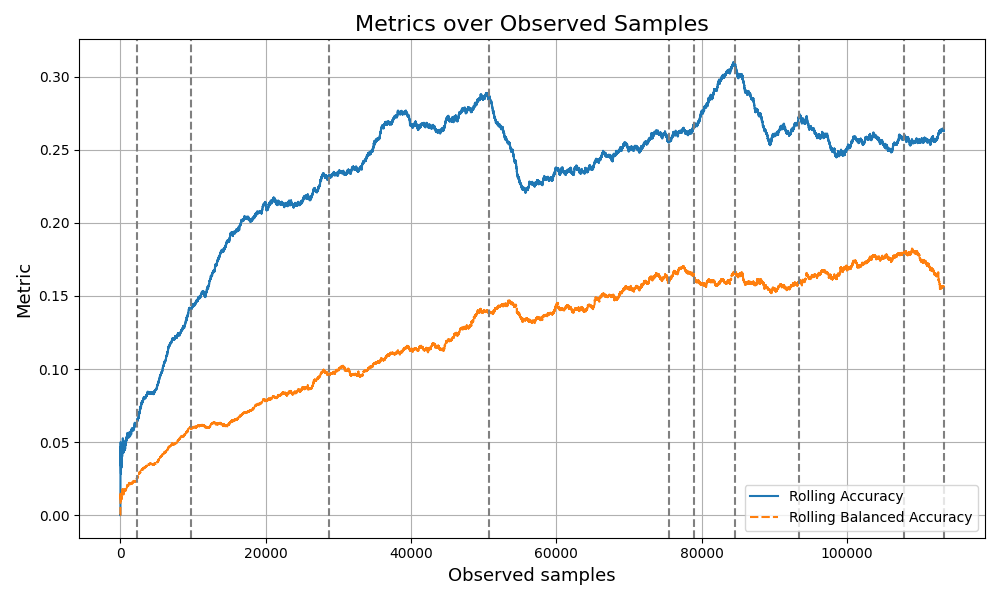 Metrics over Observed Samples
Metric
0.30
0.25
0.20
0.15
0.10
0.05
0.00
0 20000 40000 60000 80000 100000
Observed samples
Rolling Accuracy
Rolling Balanced Accuracy